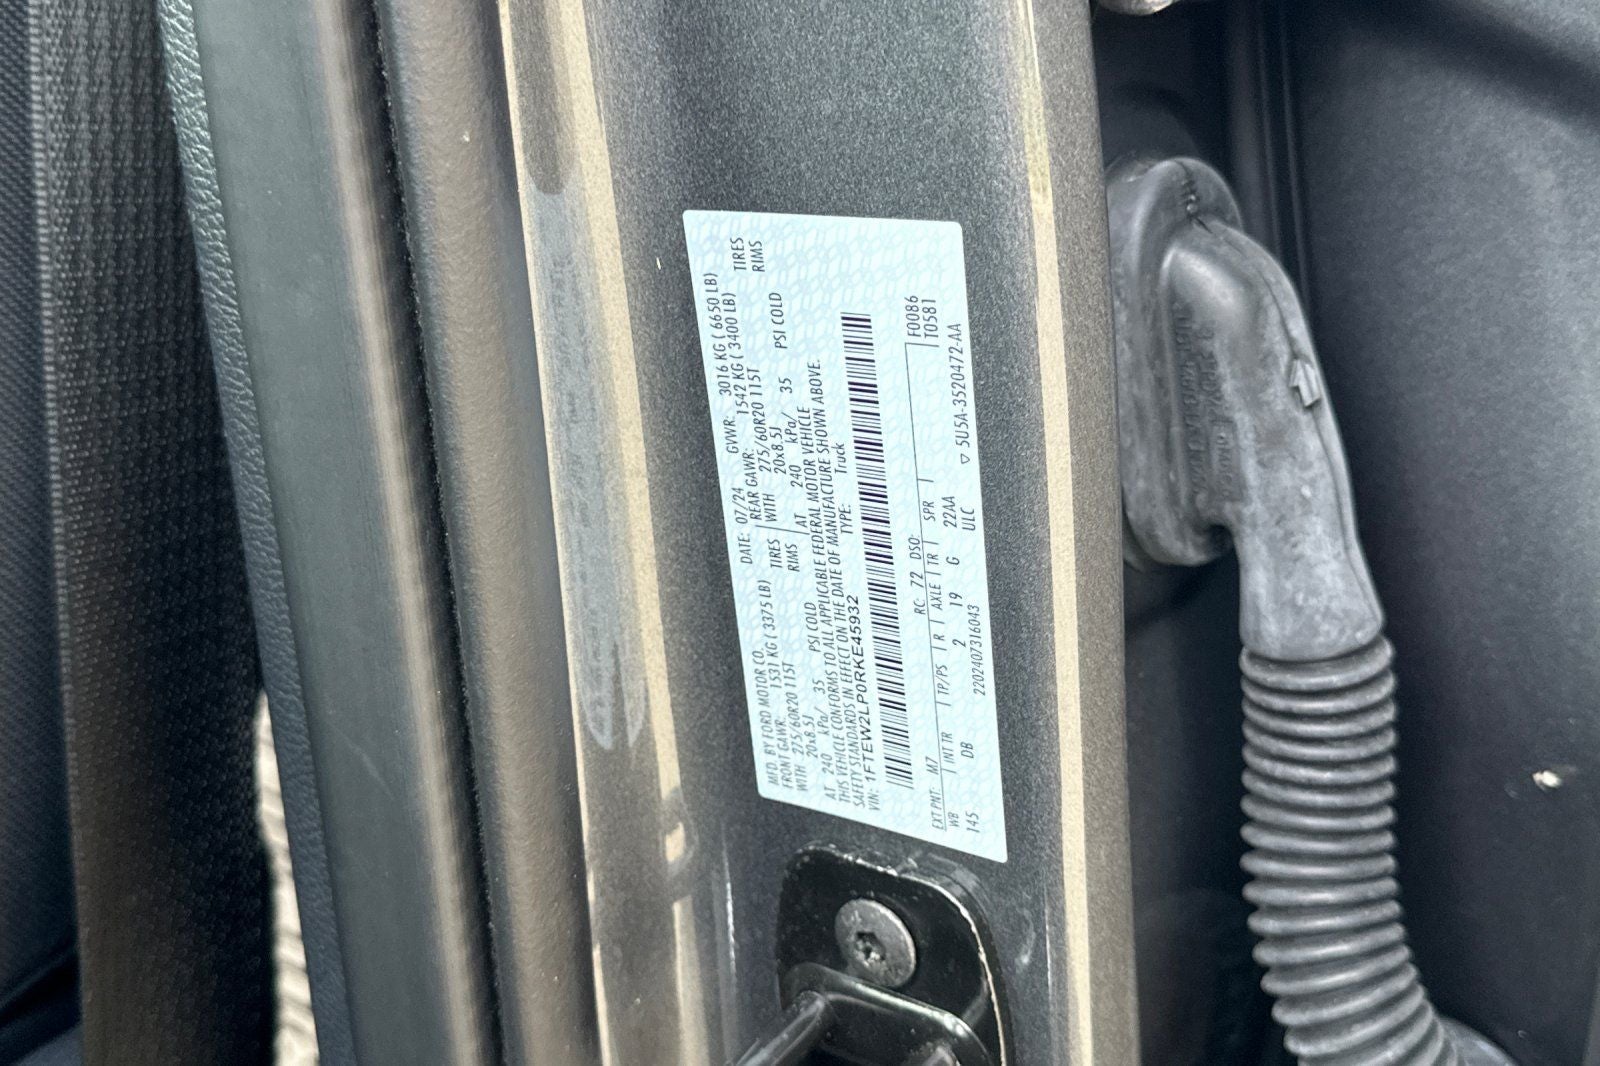 MFD. BY FORD MOTOR CO.
DATE: 07/24 GVWR: 3016 KG ( 6650 LB)
FRONT GAWR: 1531 KG ( 3375 LB) REAR GAWR: 1542 KG ( 3400 LB)
WITH 275/60R20 115T TIRES WITH 275/60R20 115T TIRES
20x8.5J RIMS 20x8.5J RIMS
AT 240 kPa/ 35 PSI COLD AT 240 kPa/ 35 PSI COLD
THIS VEHICLE CONFORMS TO ALL APPLICABLE FEDERAL MOTOR VEHICLE
SAFETY STANDARDS IN EFFECT ON THE DATE OF MANUFACTURE SHOWN ABOVE.
VIN: 1FTEW2LP0RKE45932 TYPE: Truck
EXT PNT: M7 RC: 72 DSO: F0086
WB INT TR TP/PS R AXLE TR SPR T0581
145 DB 2 19 G 22AA
2202407316043 ULC ▽ 5U5A-3520472-AA